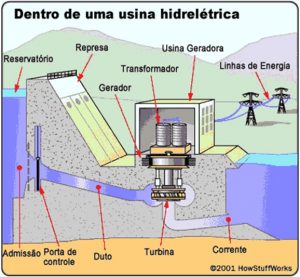 Dentro de uma usina hidrelétrica
Represa
Usina Geradora
Reservatório
Transformador
Linhas de Energia
Gerador
Admissão
Porta de
controle
Duto
Turbina
Corrente
©2001 HowStuffWorks